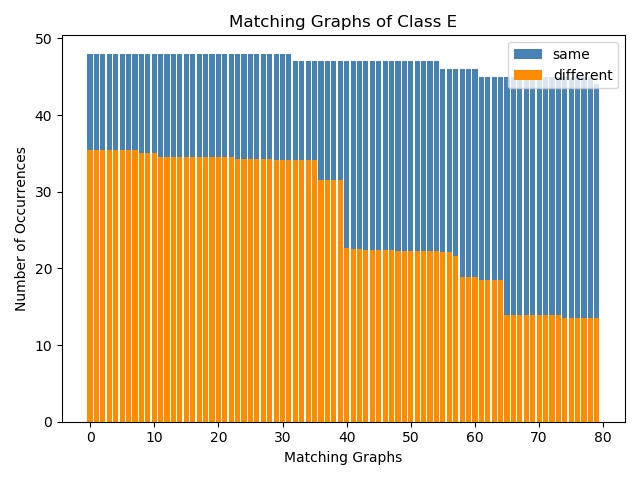 Matching Graphs of Class E
same
different
Number of Occurrences
50
40
30
20
10
0
0 10 20 30 40 50 60 70 80
Matching Graphs